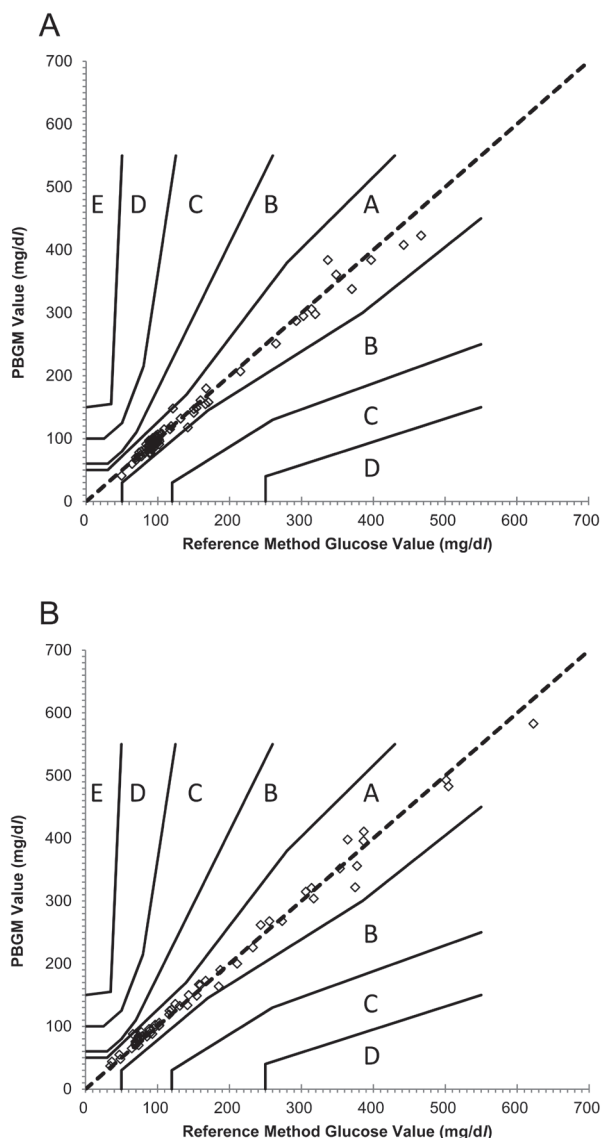 A
700
600
500
400
300
200
100
0
PBGM Value (mg/dl)
E D C B A
B
C
D
0 100 200 300 400 500 600 700
Reference Method Glucose Value (mg/dl)
B
700
600
500
400
300
200
100
0
PBGM Value (mg/dl)
E D C B A
B
C
D
0 100 200 300 400 500 600 700
Reference Method Glucose Value (mg/dl)